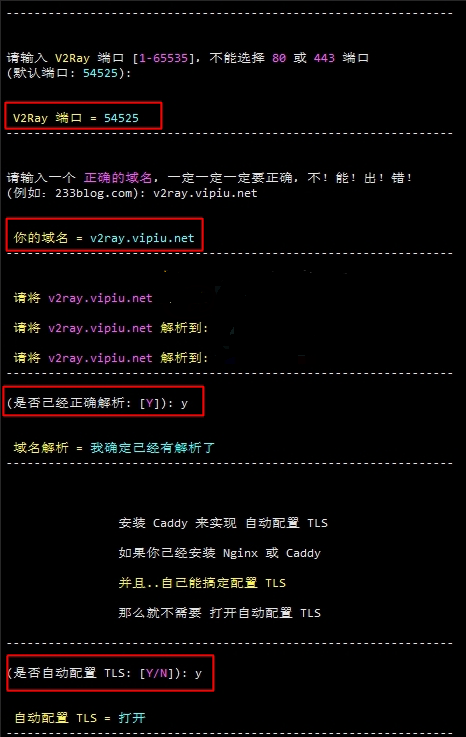 请输入 V2Ray 端口 [1-65535], 不能选择 80 或 443 端口
(默认端口: 54525):
V2Ray 端口 = 54525
请输入一个 正确的域名, 一定一定一定要正确, 不! 能! 出! 错!
(例如: 233blog.com): v2ray.vipiu.net
你的域名 = v2ray.vipiu.net
请将 v2ray.vipiu.net
请将 v2ray.vipiu.net 解析到:
请将 v2ray.vipiu.net 解析到:
(是否已经正确解析: [Y]): y
域名解析 = 我确定已经有解析了
安装 Caddy 来实现 自动配置 TLS
如果你已经安装 Nginx 或 Caddy
并且..自己能搞定配置 TLS
那么就不需要 打开自动配置 TLS
(是否自动配置 TLS: [Y/N]): y
自动配置 TLS = 打开